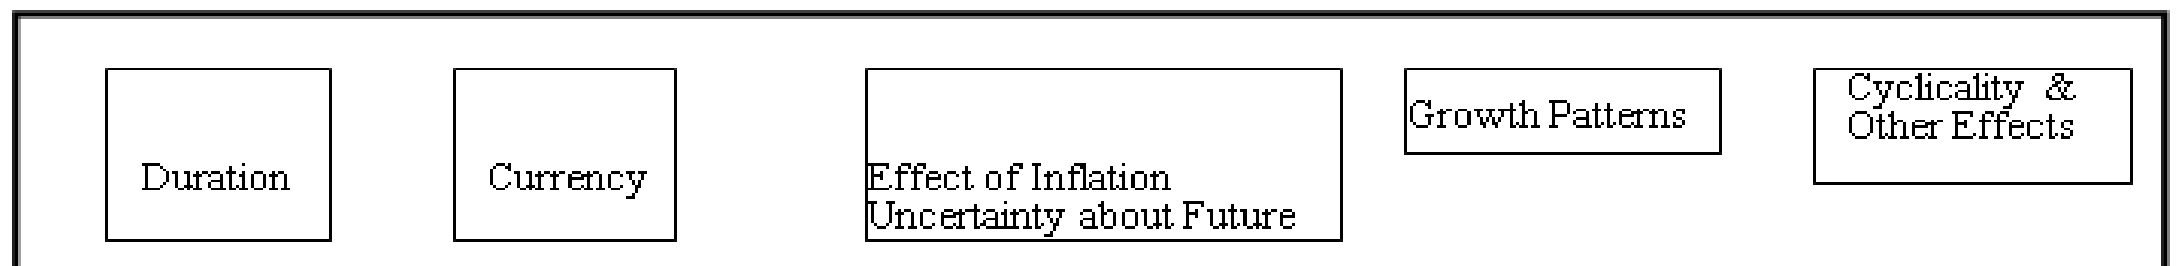 Duration
Currency
Effect of Inflation
Uncertainty about Future
Growth Patterns
Cyclicality &
Other Effects